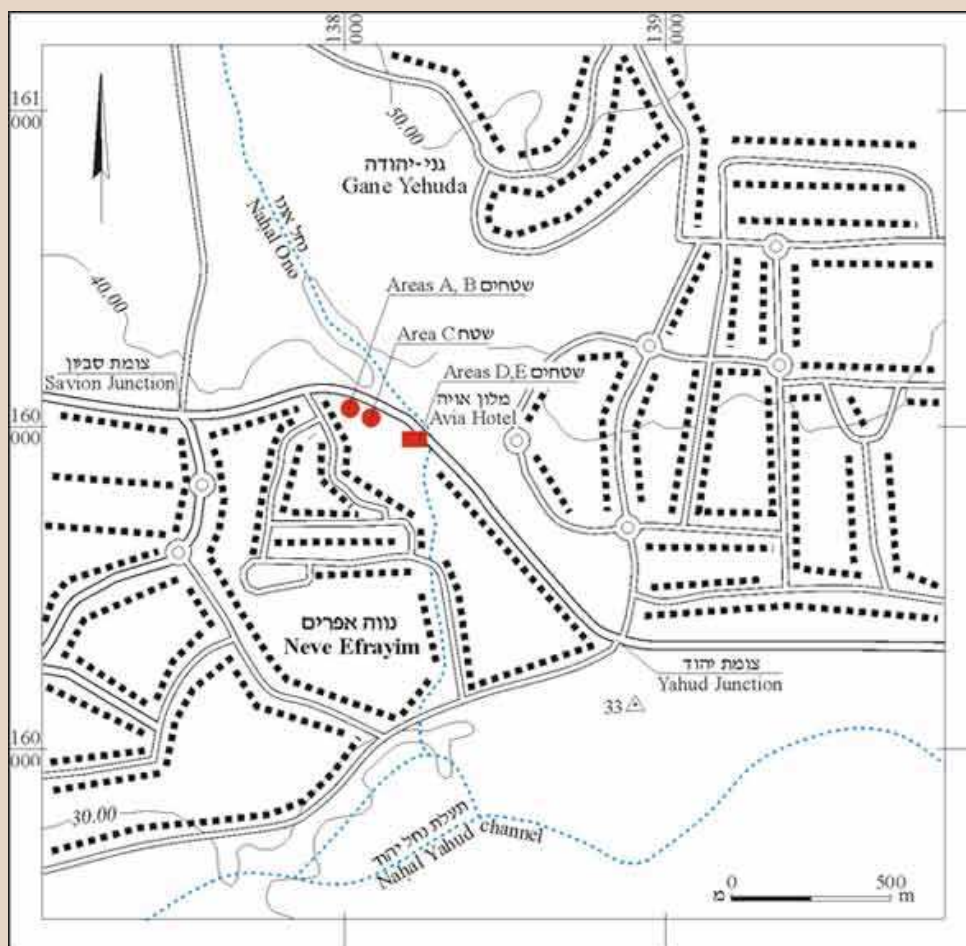 138
000
139
000
161
000
50.00
גני-יהודה
Gane Yehuda
נחל אונו
Nahal Ono
40.00
Areas A, B שטחים
Area C שטח
צומת סביון
Savion Junction
Areas D,E שטחים
מלון אויה
Avia Hotel
160
000
נווה אפרים
Neve Efrayim
צומת יהוד
Yahud Junction
33
160
000
30.00
תעלת נחל יהוד
Nahal Yahud channel
מ 0 500 m